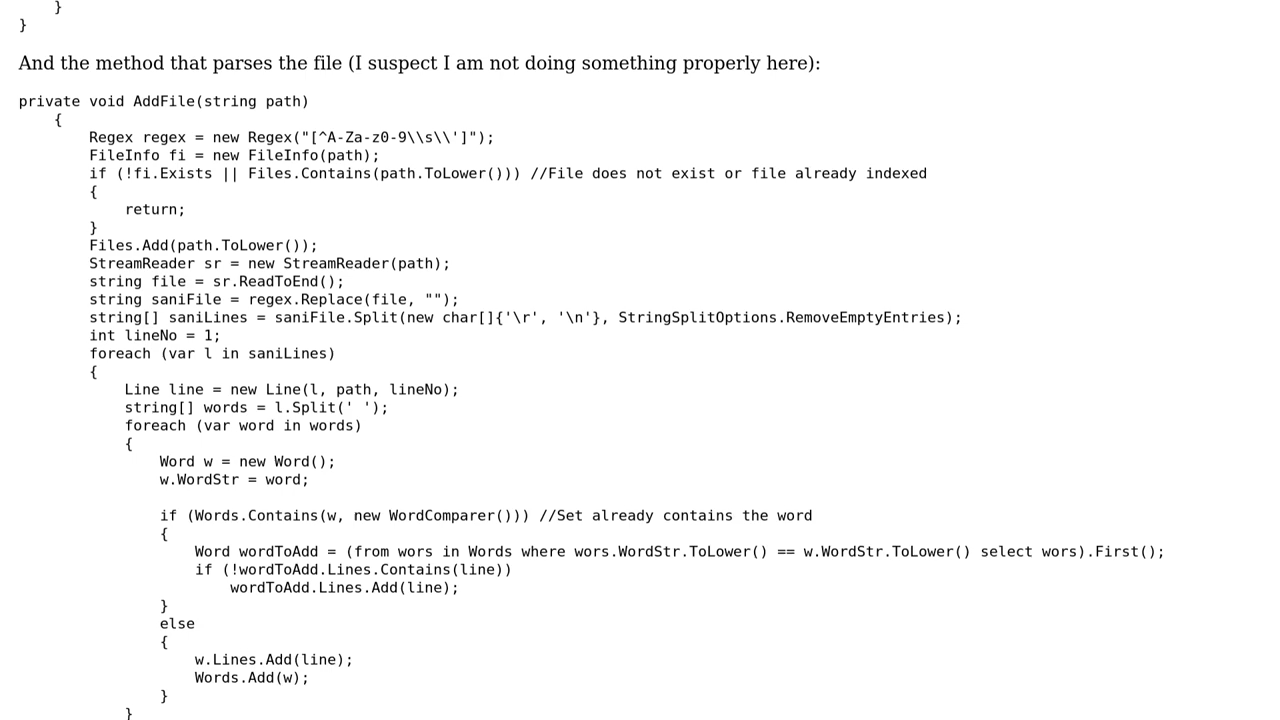 }
}
And the method that parses the file (I suspect I am not doing something properly here):
private void AddFile(string path)
    {
        Regex regex = new Regex("[^A-Za-z0-9\\s\\']");
        FileInfo fi = new FileInfo(path);
        if (!fi.Exists || Files.Contains(path.ToLower())) //File does not exist or file already indexed
        {
            return;
        }
        Files.Add(path.ToLower());
        StreamReader sr = new StreamReader(path);
        string file = sr.ReadToEnd();
        string saniFile = regex.Replace(file, "");
        string[] saniLines = saniFile.Split(new char[]{'\r', '\n'}, StringSplitOptions.RemoveEmptyEntries);
        int lineNo = 1;
        foreach (var l in saniLines)
        {
            Line line = new Line(l, path, lineNo);
            string[] words = l.Split(' ');
            foreach (var word in words)
            {
                Word w = new Word();
                w.WordStr = word;

                if (Words.Contains(w, new WordComparer())) //Set already contains the word
                {
                    Word wordToAdd = (from wors in Words where wors.WordStr.ToLower() == w.WordStr.ToLower() select wors).First();
                    if (!wordToAdd.Lines.Contains(line))
                        wordToAdd.Lines.Add(line);
                }
                else
                {
                    w.Lines.Add(line);
                    Words.Add(w);
                }
            }